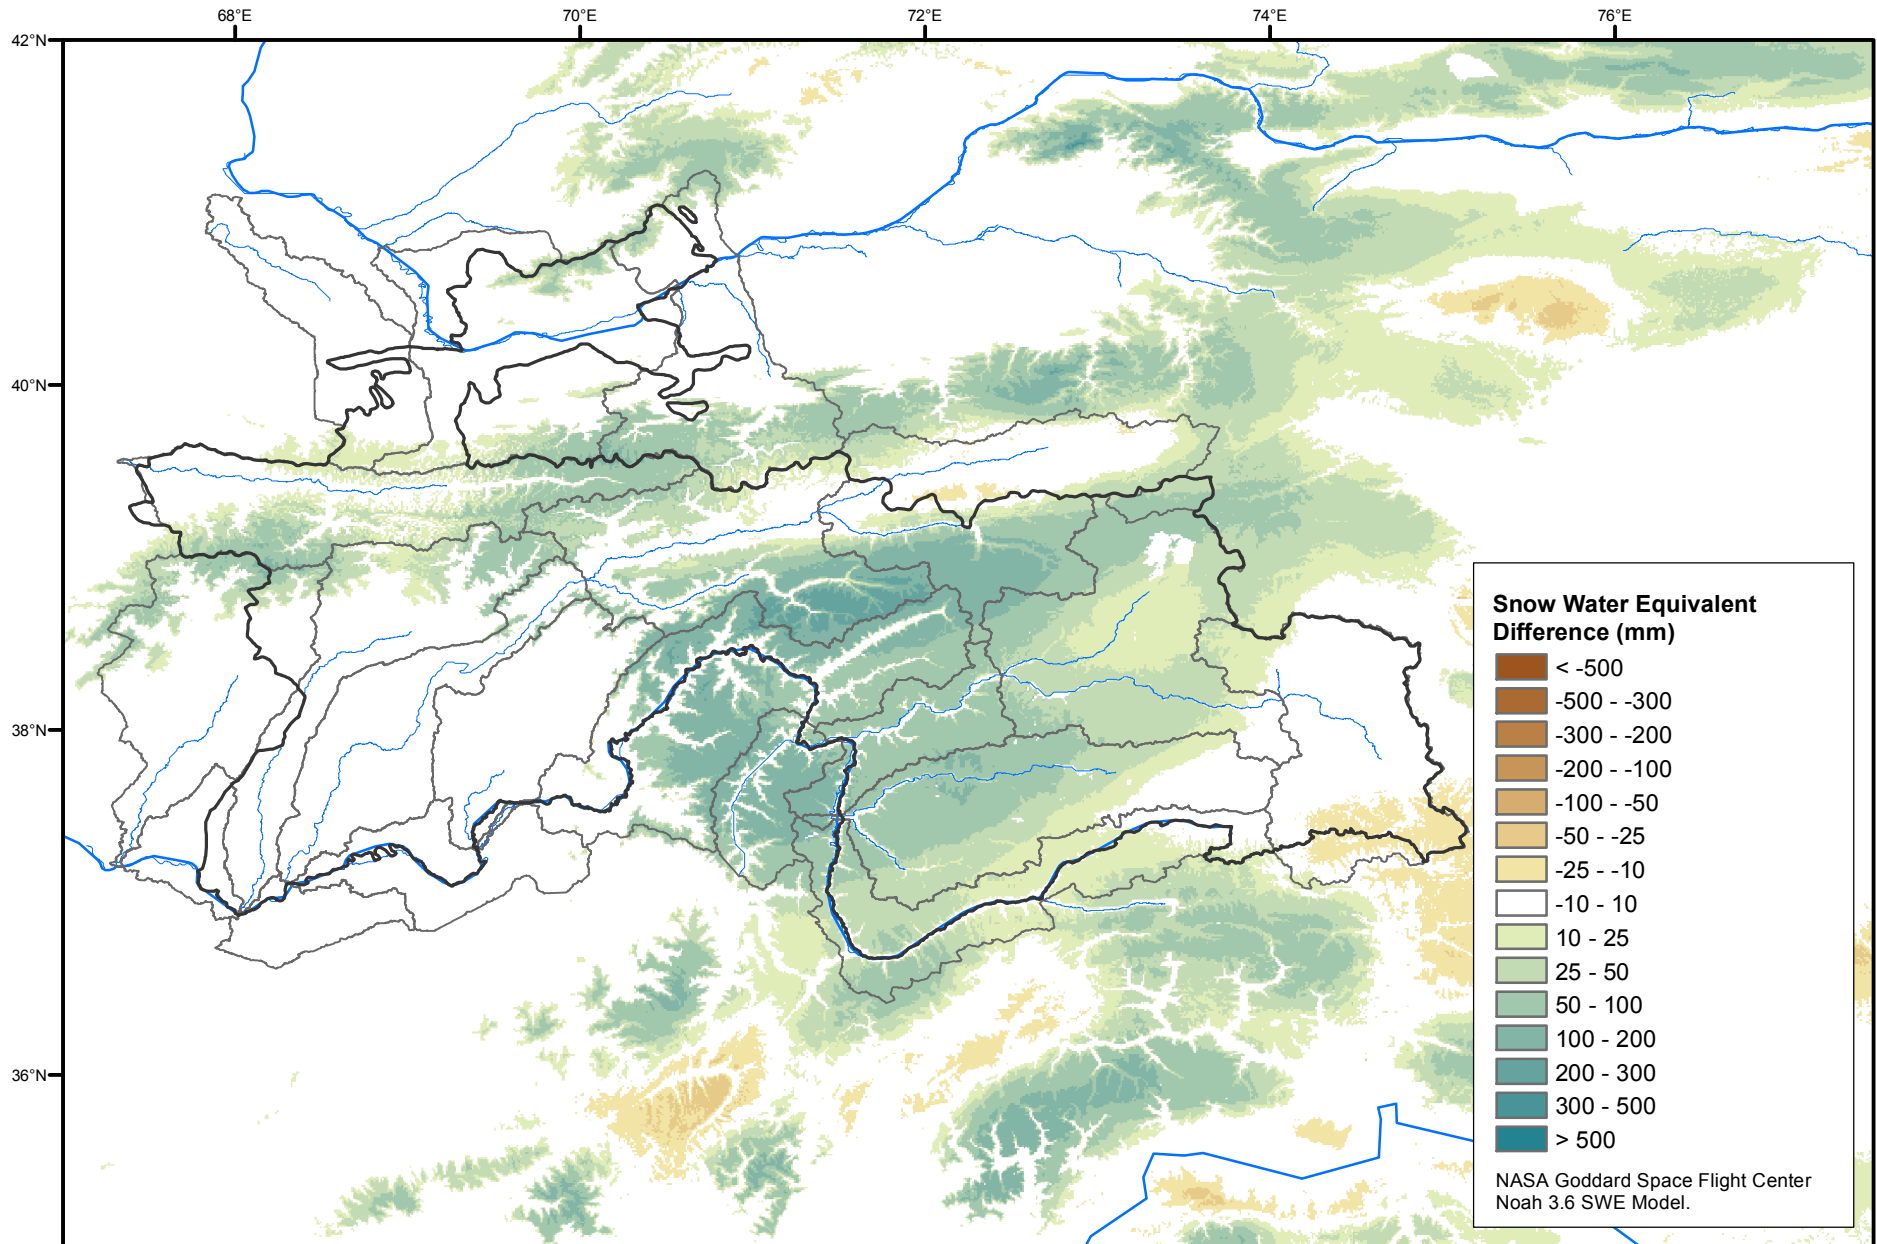 68°E
70°E
72°E
74°E
76°E
42°N
40°N
38°N
36°N
Snow Water Equivalent
Difference (mm)
< -500
-500 - -300
-300 - -200
-200 - -100
-100 - -50
-50 - -25
-25 - -10
-10 - 10
10 - 25
25 - 50
50 - 100
100 - 200
200 - 300
300 - 500
> 500
NASA Goddard Space Flight Center
Noah 3.6 SWE Model.